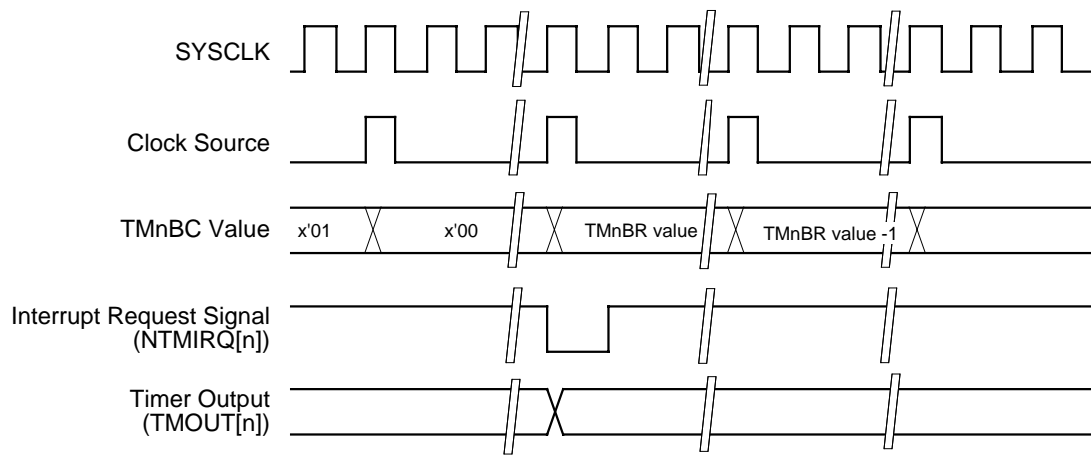 SYSCLK
Clock Source
TMnBC Value
x'01
x'00
TMnBR value
TMnBR value -1
Interrupt Request Signal
(NTMIRQ[n])
Timer Output
(TMOUT[n])